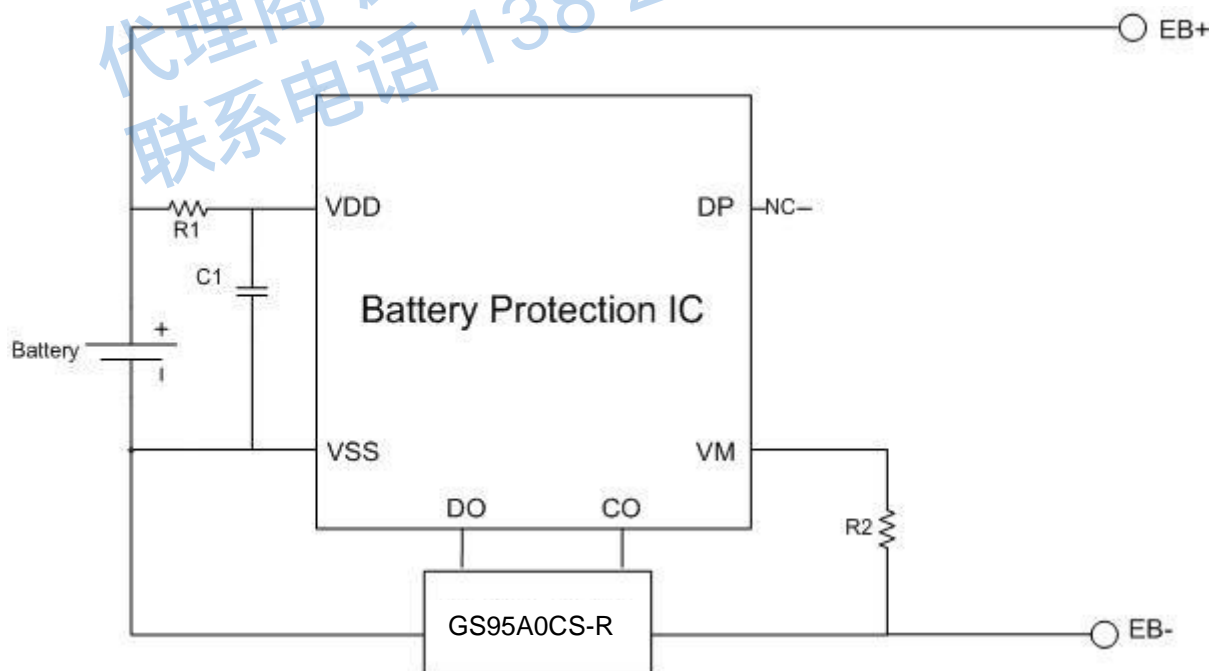 代理商
联系电话 138 2
EB+
VDD
DP
NC
R1
C1
Battery Protection IC
+
Battery
VSS
VM
DO
CO
R2
GS95A0CS-R
EB-